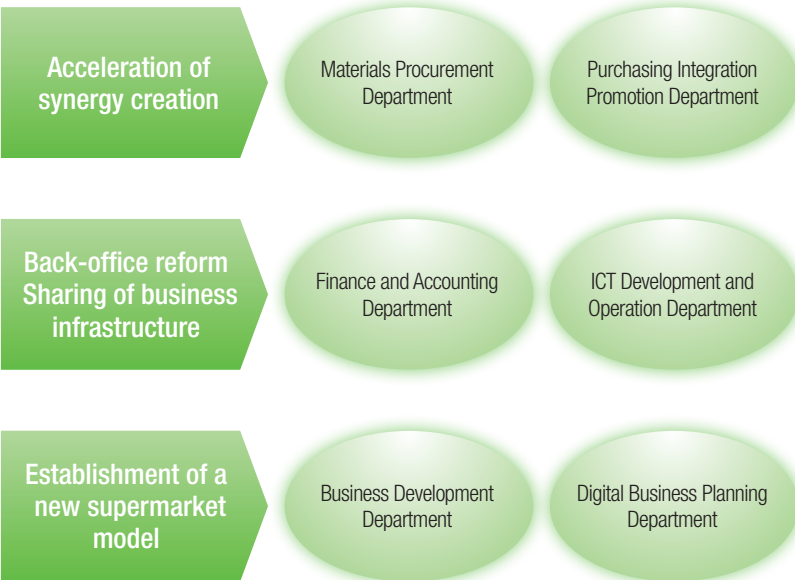 Acceleration of
synergy creation
Materials Procurement
Department
Purchasing Integration
Promotion Department
Back-office reform
Sharing of business
infrastructure
Finance and Accounting
Department
ICT Development and
Operation Department
Establishment of a
new supermarket
model
Business Development
Department
Digital Business Planning
Department